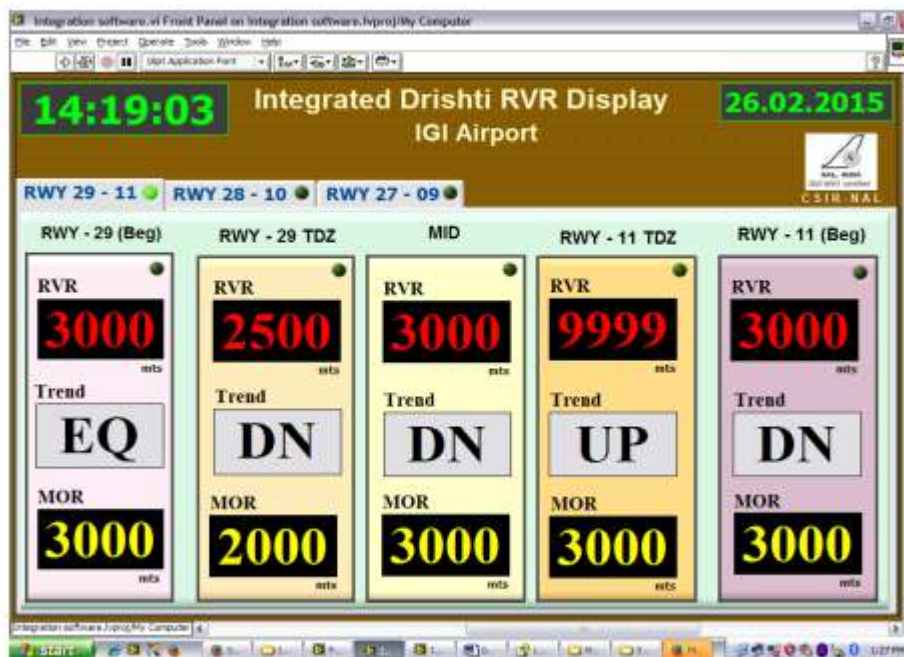 Integration software.vi Front Panel on Integration software.lvproj/My Computer
File Edit View Project Operate Tools Window Help
Application Font
14:19:03
Integrated Drishti RVR Display
26.02.2015
IGI Airport
CSIR-NAL
RWY 29 - 11 RWY 28 - 10 RWY 27 - 09
RWY - 29 (Beg) RWY - 29 TDZ MID RWY - 11 TDZ RWY - 11 (Beg)
RVR RVR RVR RVR RVR
3000 2500 3000 9999 3000
mts mts mts mts mts
Trend Trend Trend Trend Trend
EQ DN DN UP DN
MOR MOR MOR MOR MOR
3000 2000 3000 3000 3000
mts mts mts mts mts
Integration software.lvproj/My Computer
start
1:27 PM